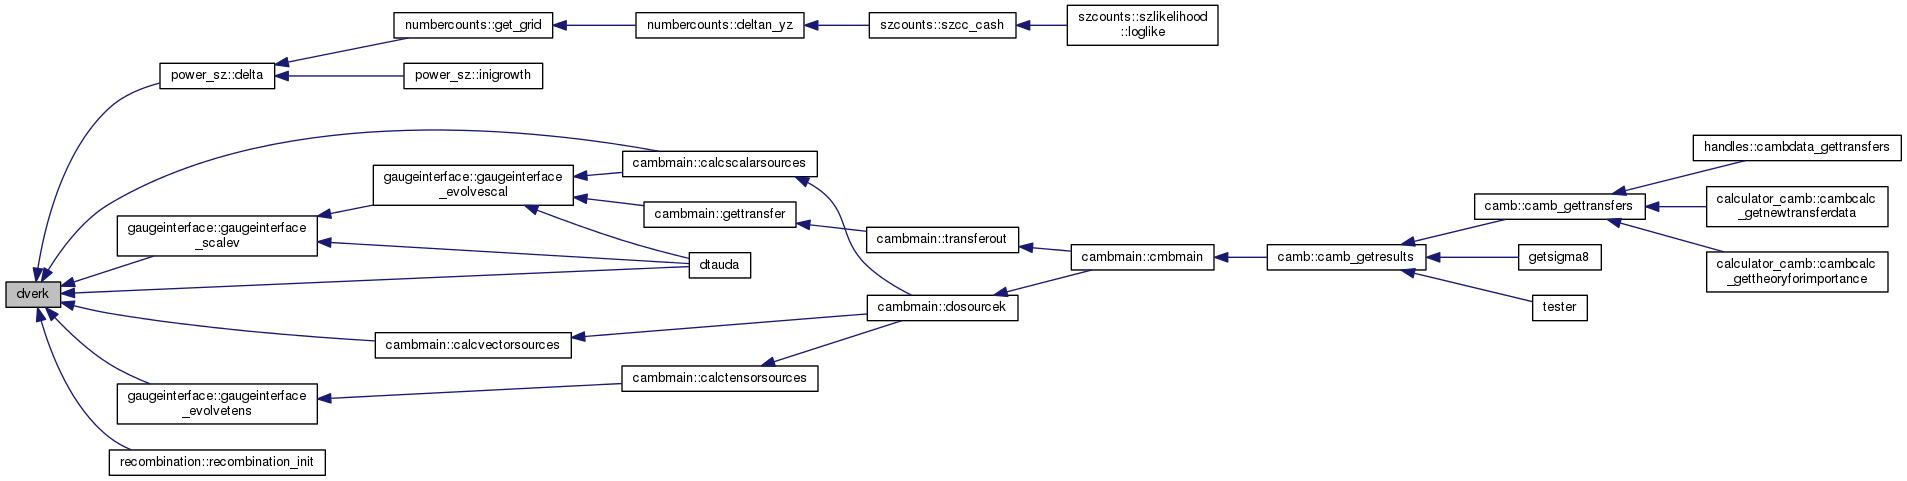 numbercounts::get_grid
numbercounts::deltan_yz
szcounts::szcc_cash
szcounts::szlikelihood
::loglike
power_sz::delta
power_sz::inigrowth
handles::cambdata_gettransfers
cambmain::calcscalarsources
gaugeinterface::gaugeinterface
_evolvescal
cambmain::gettransfer
camb::camb_gettransfers
calculator_camb::cambcalc
_getnewtransferdata
gaugeinterface::gaugeinterface
_scalev
cambmain::transferout
dtauda
cambmain::cmbmain
camb::camb_getresults
getsigma8
calculator_camb::cambcalc
_gettheoryforimportance
dverk
cambmain::dosourcek
tester
cambmain::calcvectorsources
cambmain::calctensorsources
gaugeinterface::gaugeinterface
_evolvetens
recombination::recombination_init